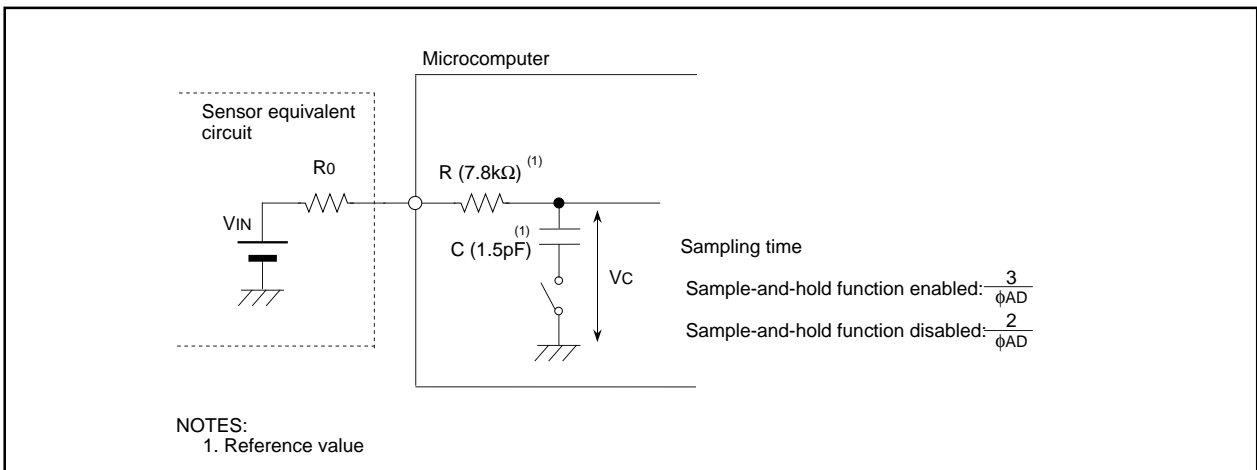 Microcomputer
Sensor equivalent
circuit
R0
R (7.8kΩ) (1)
VIN
(1)
C (1.5pF)
VC
Sampling time
Sample-and-hold function enabled: 3
ϕAD
Sample-and-hold function disabled: 2
ϕAD
NOTES:
1. Reference value